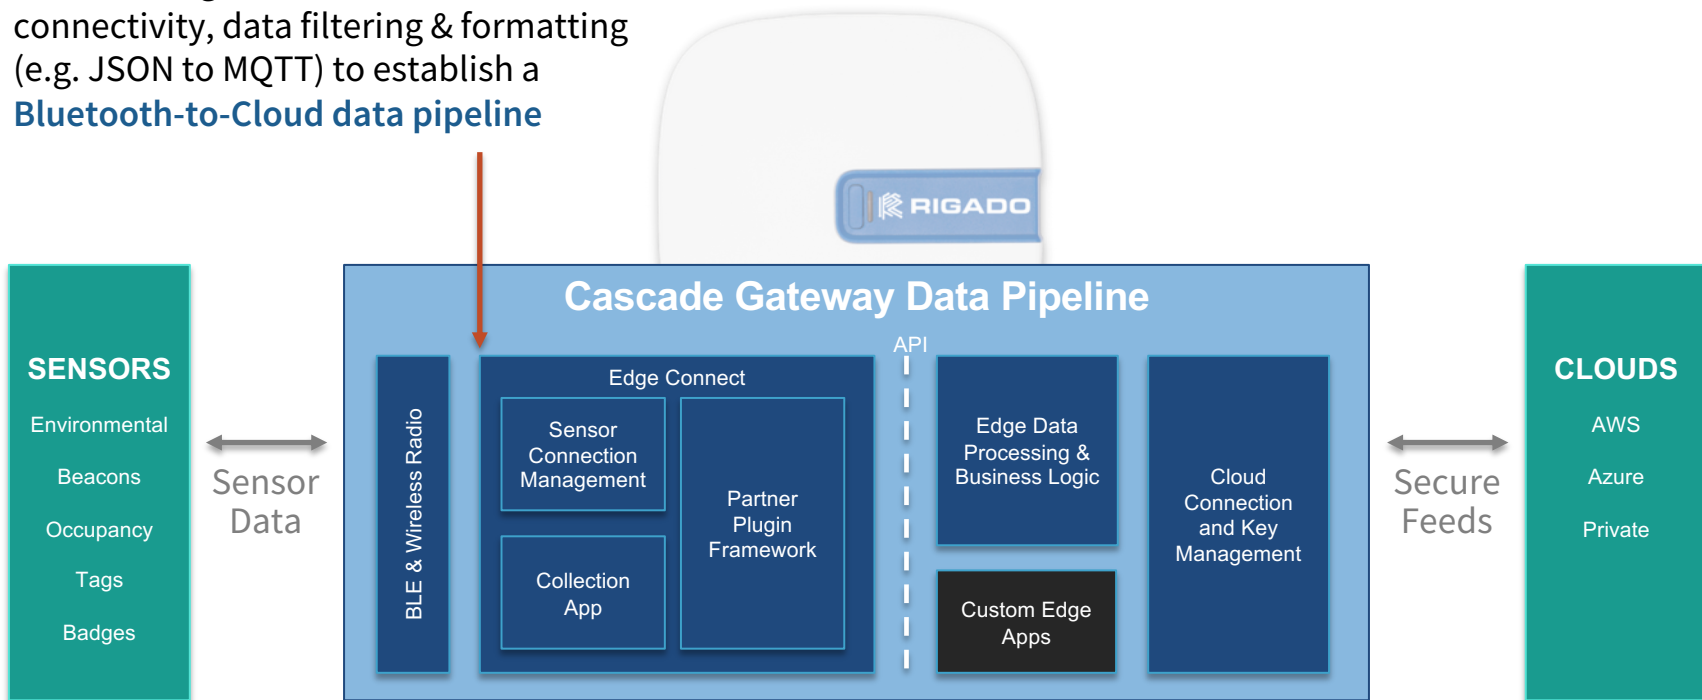 connectivity, data filtering & formatting
(e.g. JSON to MQTT) to establish a
Bluetooth-to-Cloud data pipeline
RIGADO
Cascade Gateway Data Pipeline
SENSORS
Environmental
Beacons
Occupancy
Tags
Badges
Sensor
Data
BLE & Wireless Radio
Edge Connect
Sensor
Connection
Management
Collection
App
Partner
Plugin
Framework
API
Edge Data
Processing &
Business Logic
Custom Edge
Apps
Cloud
Connection
and Key
Management
Secure
Feeds
CLOUDS
AWS
Azure
Private